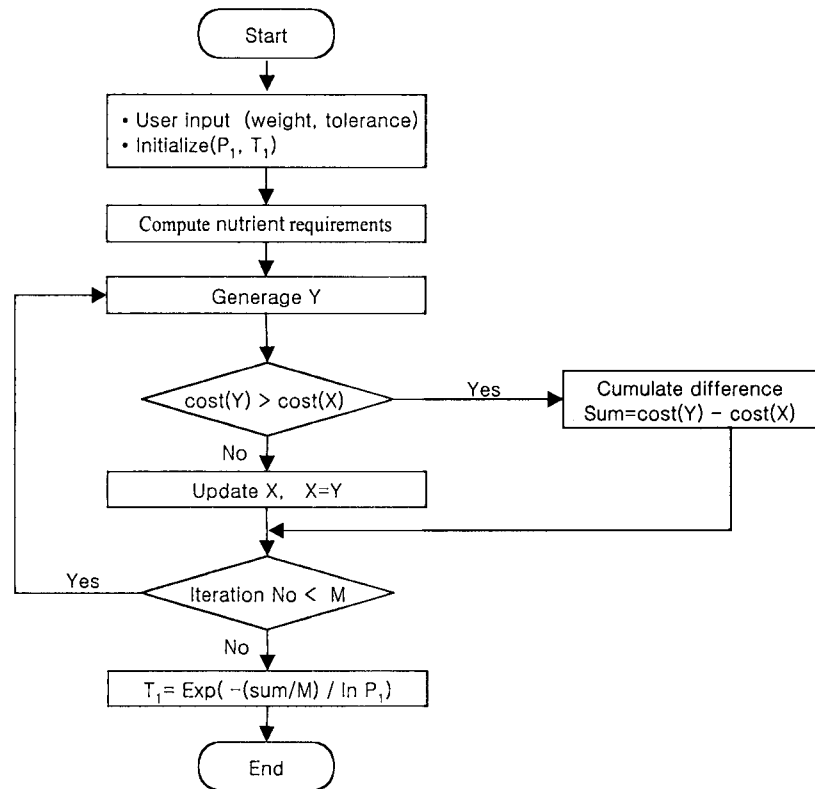 Start
• User input (weight, tolerance)
• Initialize(P₁, T₁)
Compute nutrient requirements
Generage Y
cost(Y) > cost(X)
Yes
Cumulate difference
Sum=cost(Y) − cost(X)
No
Update X, X=Y
Yes
Iteration No < M
No
T₁= Exp( −(sum/M) / ln P₁)
End